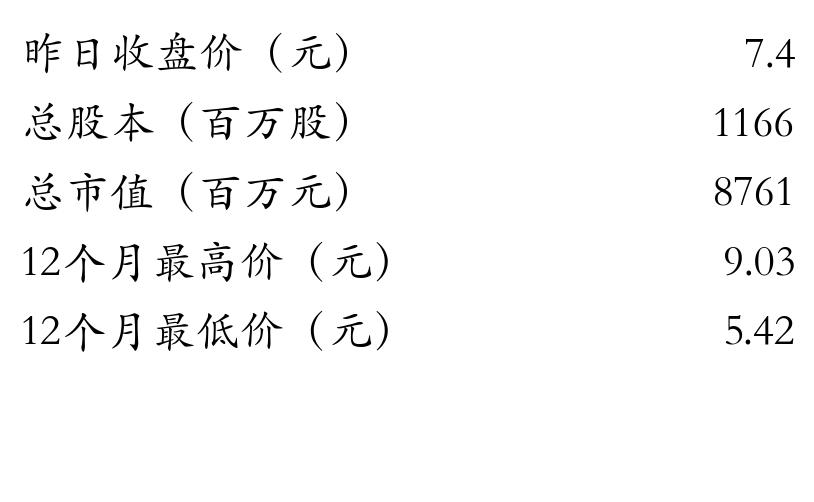 昨日收盘价（元） 7.4
总股本（百万股） 1166
总市值（百万元） 8761
12个月最高价（元） 9.03
12个月最低价（元） 5.42